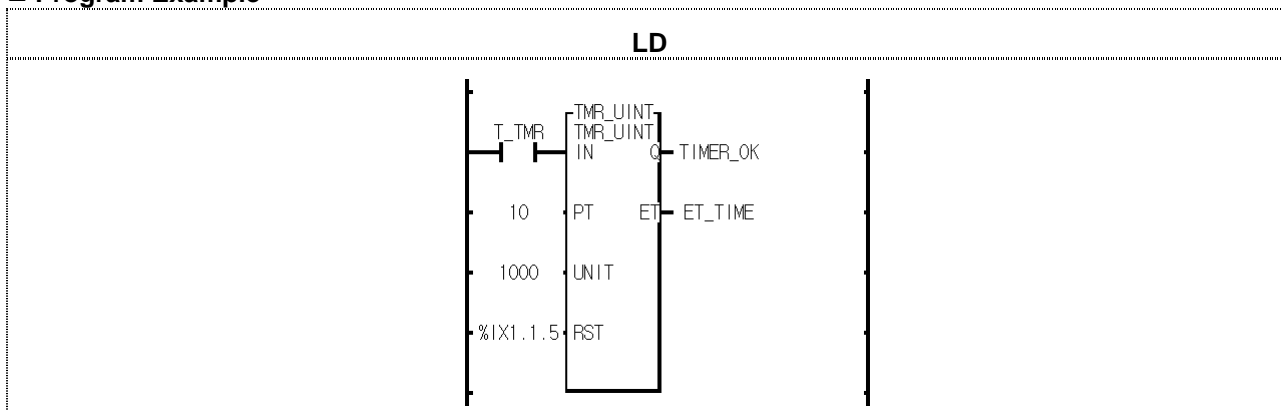 ■ Program Example
LD
TMR_UINT
T_TMR TMR_UINT
IN Q TIMER_OK
10 PT ET ET_TIME
1000 UNIT
%IX1.1.5 RST